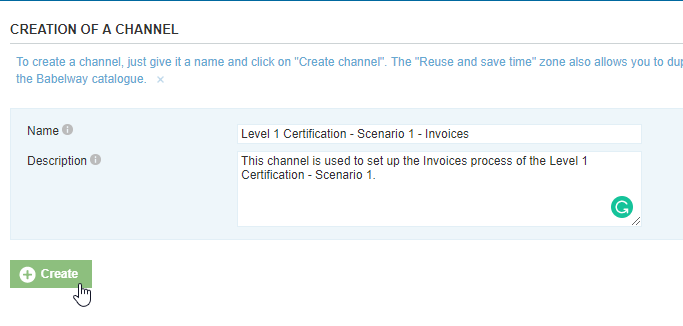 CREATION OF A CHANNEL
To create a channel, just give it a name and click on "Create channel". The "Reuse and save time" zone also allows you to dup
the Babelway catalogue. ×
Name
Level 1 Certification - Scenario 1 - Invoices
Description
This channel is used to set up the Invoices process of the Level 1
Certification - Scenario 1.
Create